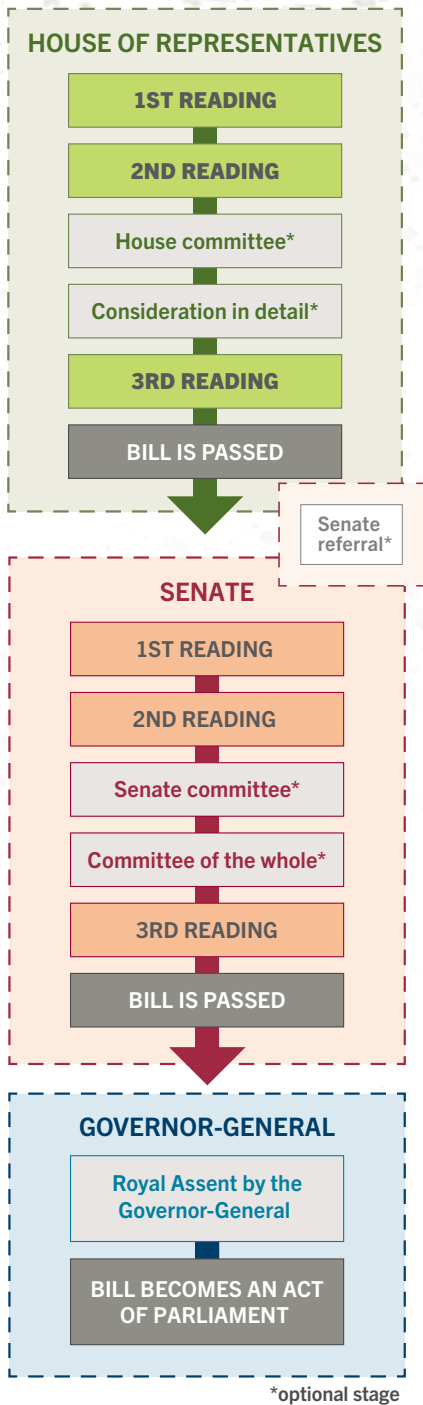 HOUSE OF REPRESENTATIVES
1ST READING
2ND READING
House committee*
Consideration in detail*
3RD READING
BILL IS PASSED
Senate
referral*
SENATE
1ST READING
2ND READING
Senate committee*
Committee of the whole*
3RD READING
BILL IS PASSED
GOVERNOR-GENERAL
Royal Assent by the
Governor-General
BILL BECOMES AN ACT
OF PARLIAMENT
*optional stage